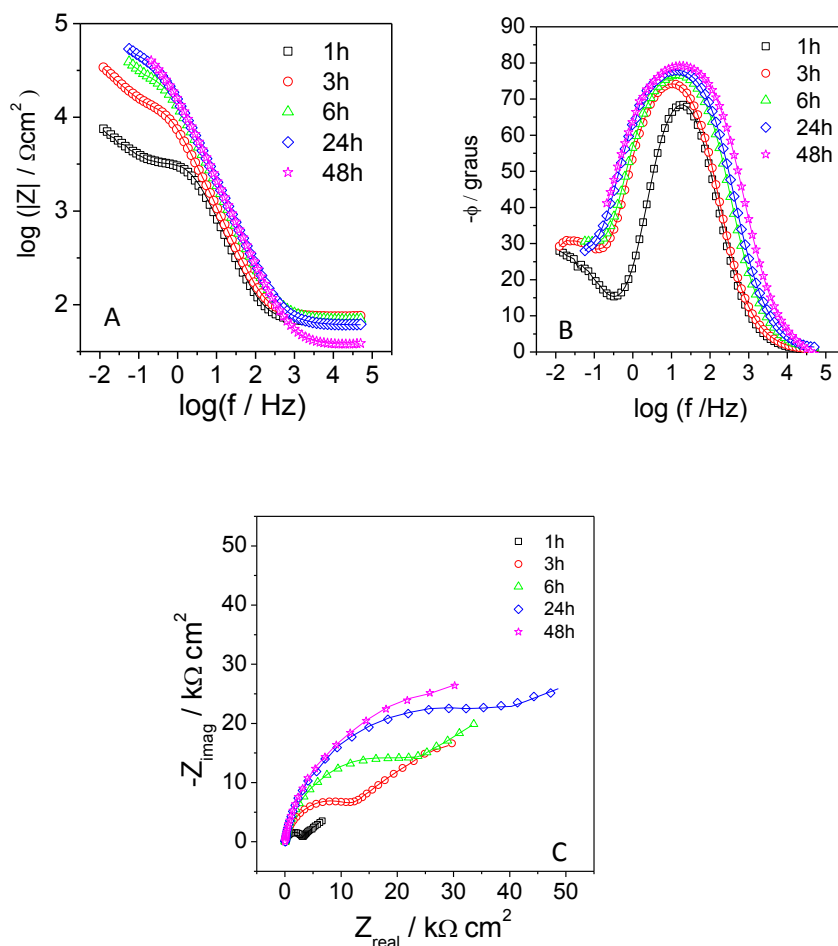 5
4
3
2
log (|Z| / Ωcm²)
-2 -1 0 1 2 3 4 5
log(f / Hz)
1h
3h
6h
24h
48h
A
90
80
70
60
50
40
30
20
10
0
-ϕ / graus
-2 -1 0 1 2 3 4 5
log (f /Hz)
1h
3h
6h
24h
48h
B
50
40
30
20
10
0
-Z_imag / kΩ cm²
0 10 20 30 40 50
Z_real / kΩ cm²
1h
3h
6h
24h
48h
C